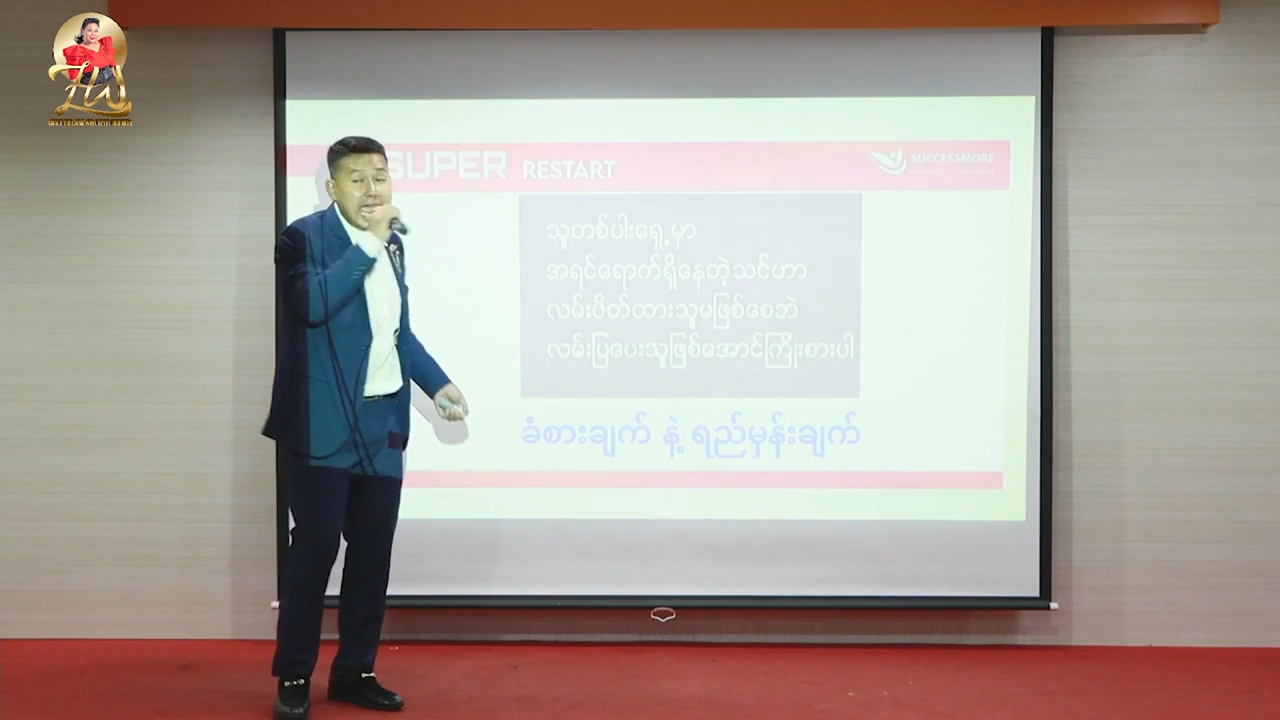 SUPER RESTART
SUCCESSMORE
သူတစ်ပါးရှေ့မှာ
အရင်ရောက်ရှိနေတဲ့သင်ဟာ
လမ်းပိတ်ထားသူမဖြစ်စေဘဲ
လမ်းပြပေးသူဖြစ်အောင်ကြိုးစားပါ
ခံစားချက် နဲ့ ရည်မှန်းချက်